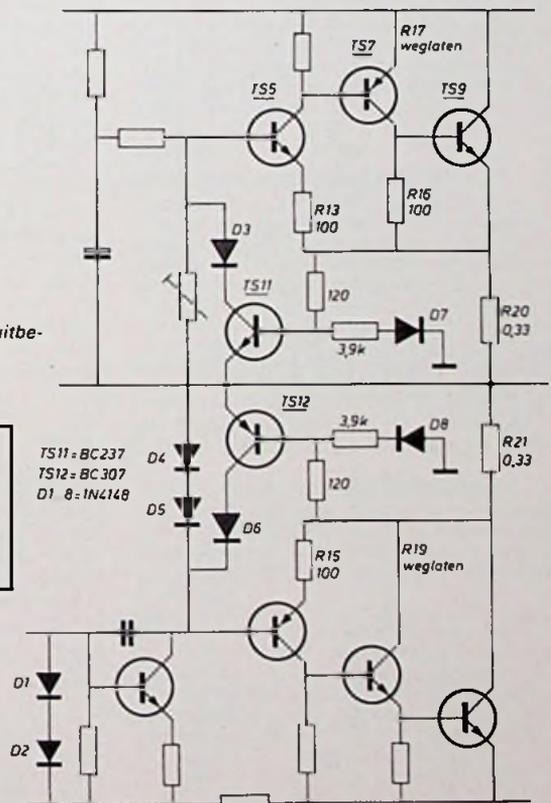 R17
weglaten
TS7
TS5
TS9
R13
100
R16
100
D3
TS11
120
D7
3,9k
R20
0,33
uitbe-
TS12
3,9k
D8
R21
0,33
TS11 = BC237
TS12 = BC307
D1 8 = 1N4148
D4
D5
D6
120
R15
100
R19
weglaten
D1
D2